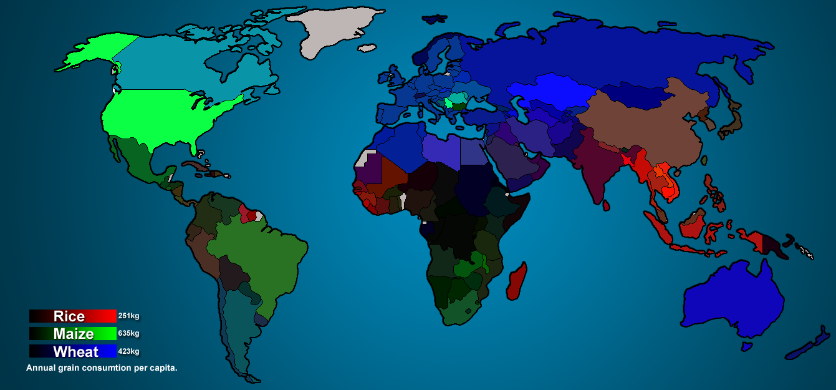 Rice 251kg
Maize 635kg
Wheat 423kg
Annual grain consumtion per capita.